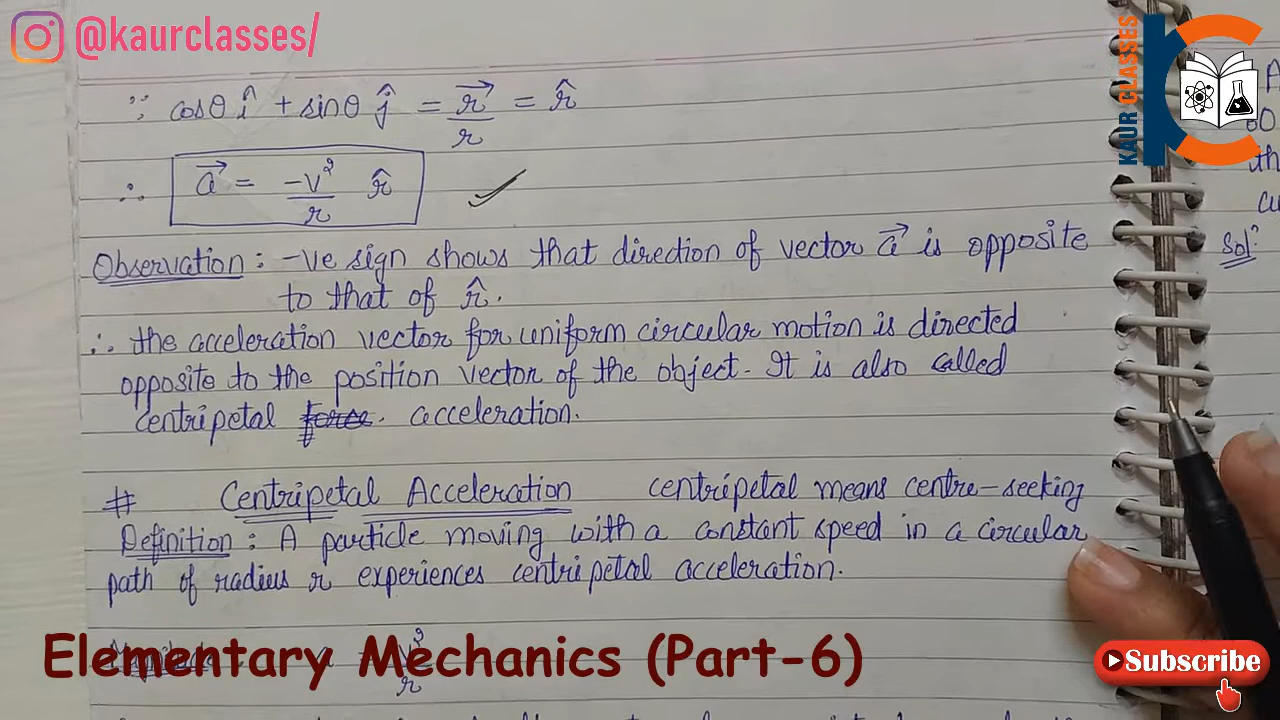 @kaurclasses/
KAUR CLASSES
∵ cosθ î + sinθ ĵ = r⃗/r = r̂
∴ a⃗ = -v²/r r̂
Observation : -ve sign shows that direction of vector a⃗ is opposite
to that of r̂.
∴ the acceleration vector for uniform circular motion is directed
opposite to the position vector of the object. It is also called
centripetal force. acceleration.
# Centripetal Acceleration centripetal means centre-seeking
Definition : A particle moving with a constant speed in a circular
path of radius r experiences centripetal acceleration.
Elementary Mechanics (Part-6)
v²/r
Subscribe
A
th
Sol?